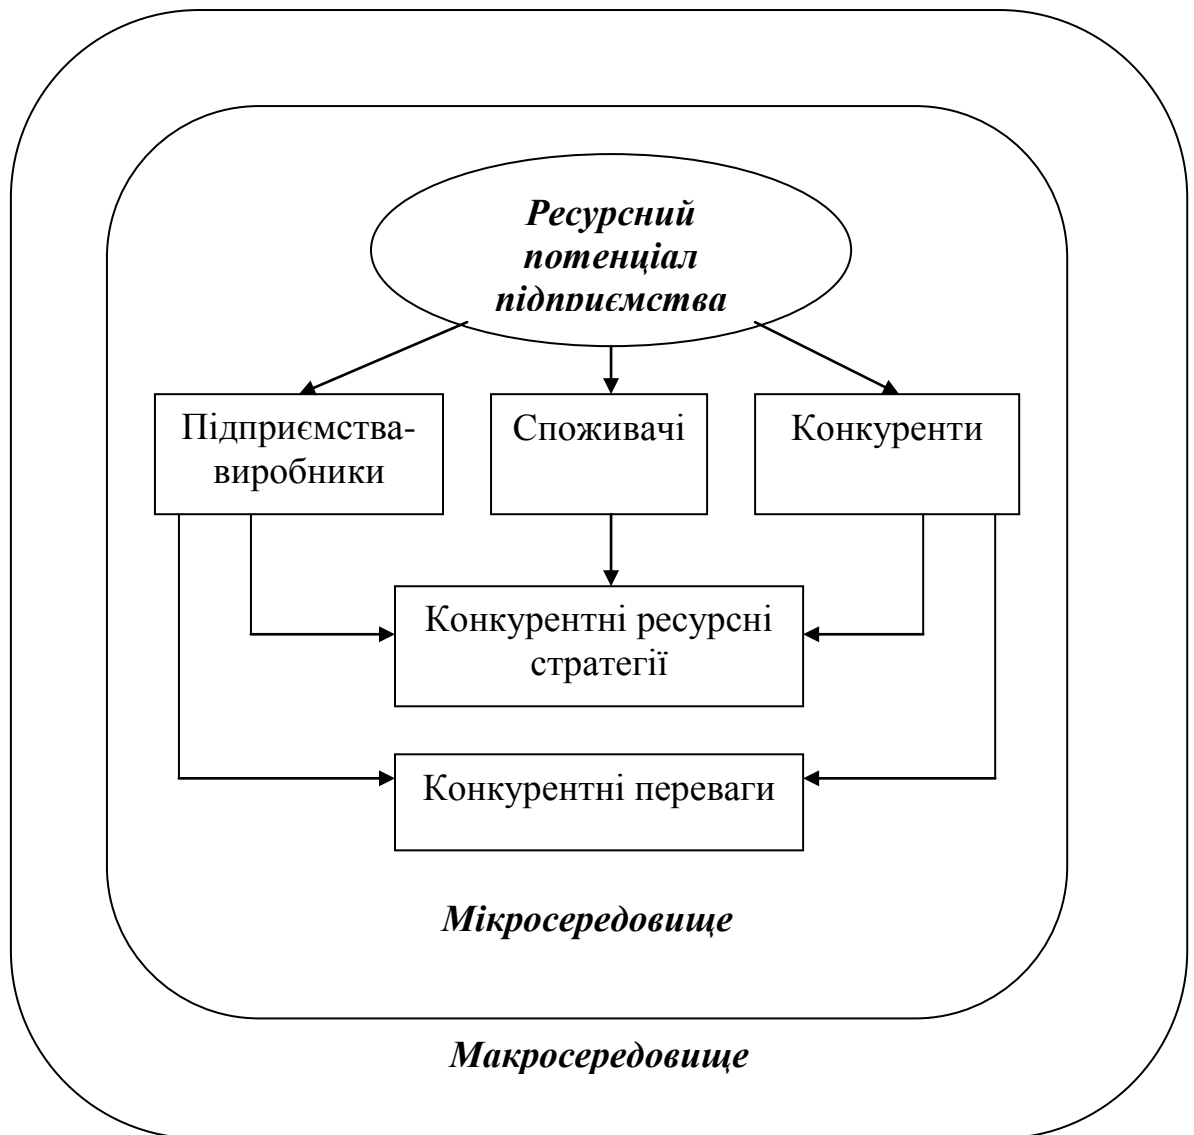 Ресурсний
потенціал
підприємства
Підприємства-
виробники
Споживачі
Конкуренти
Конкурентні ресурсні
стратегії
Конкурентні переваги
Мікросередовище
Макросередовище